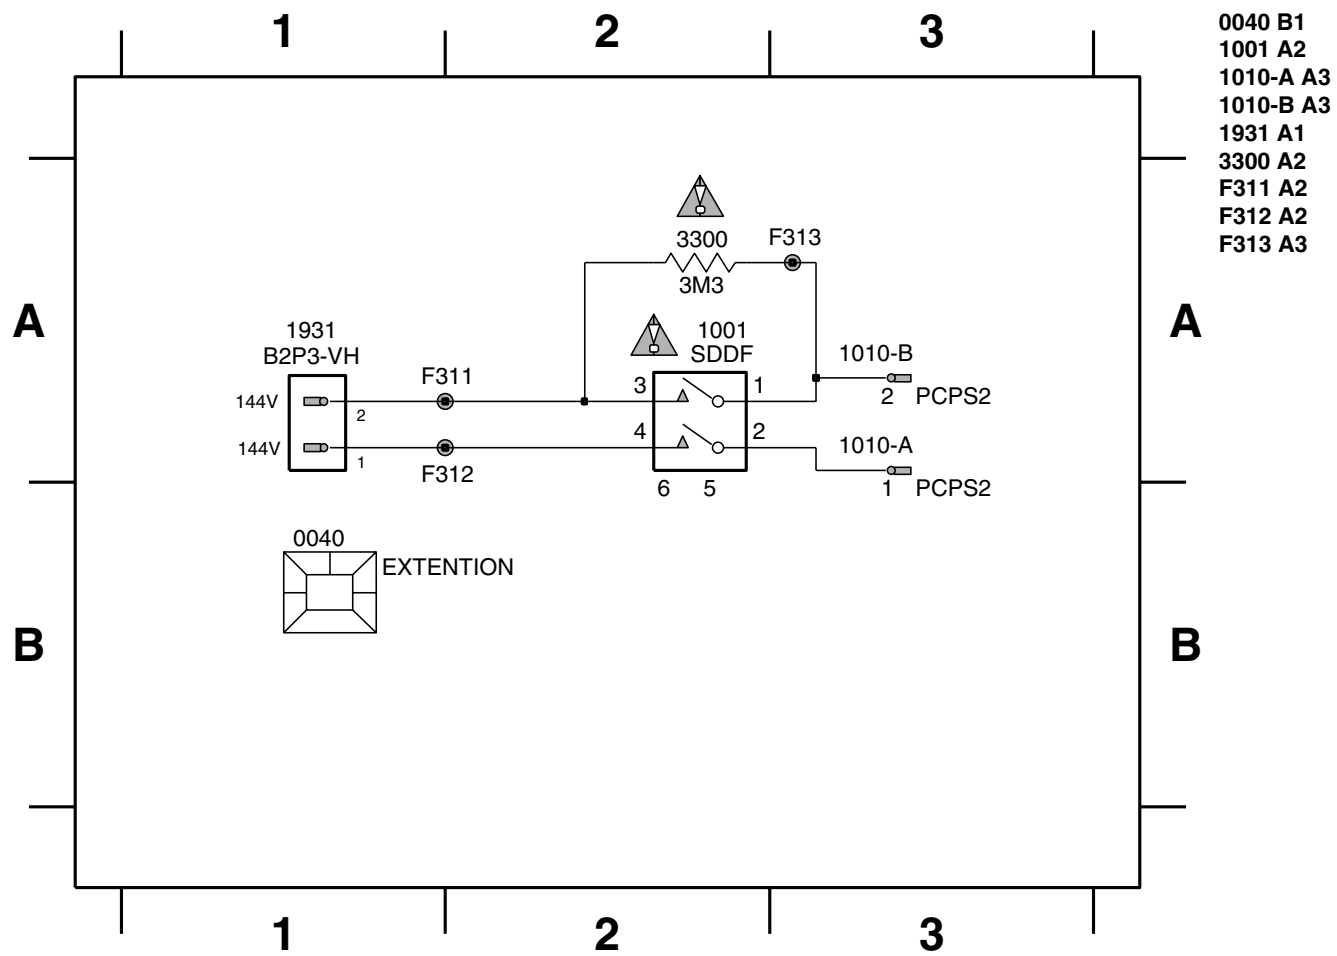 1 2 3
0040 B1
1001 A2
1010-A A3
1010-B A3
1931 A1
3300 A2
F311 A2
F312 A2
F313 A3
3300 F313
3M3
A A
1931
B2P3-VH
1001
SDDF
1010-B
F311
3 1
2 PCPS2
144V
2
4 2
1010-A
144V
1
F312
6 5
1 PCPS2
0040
EXTENTION
B B
1 2 3